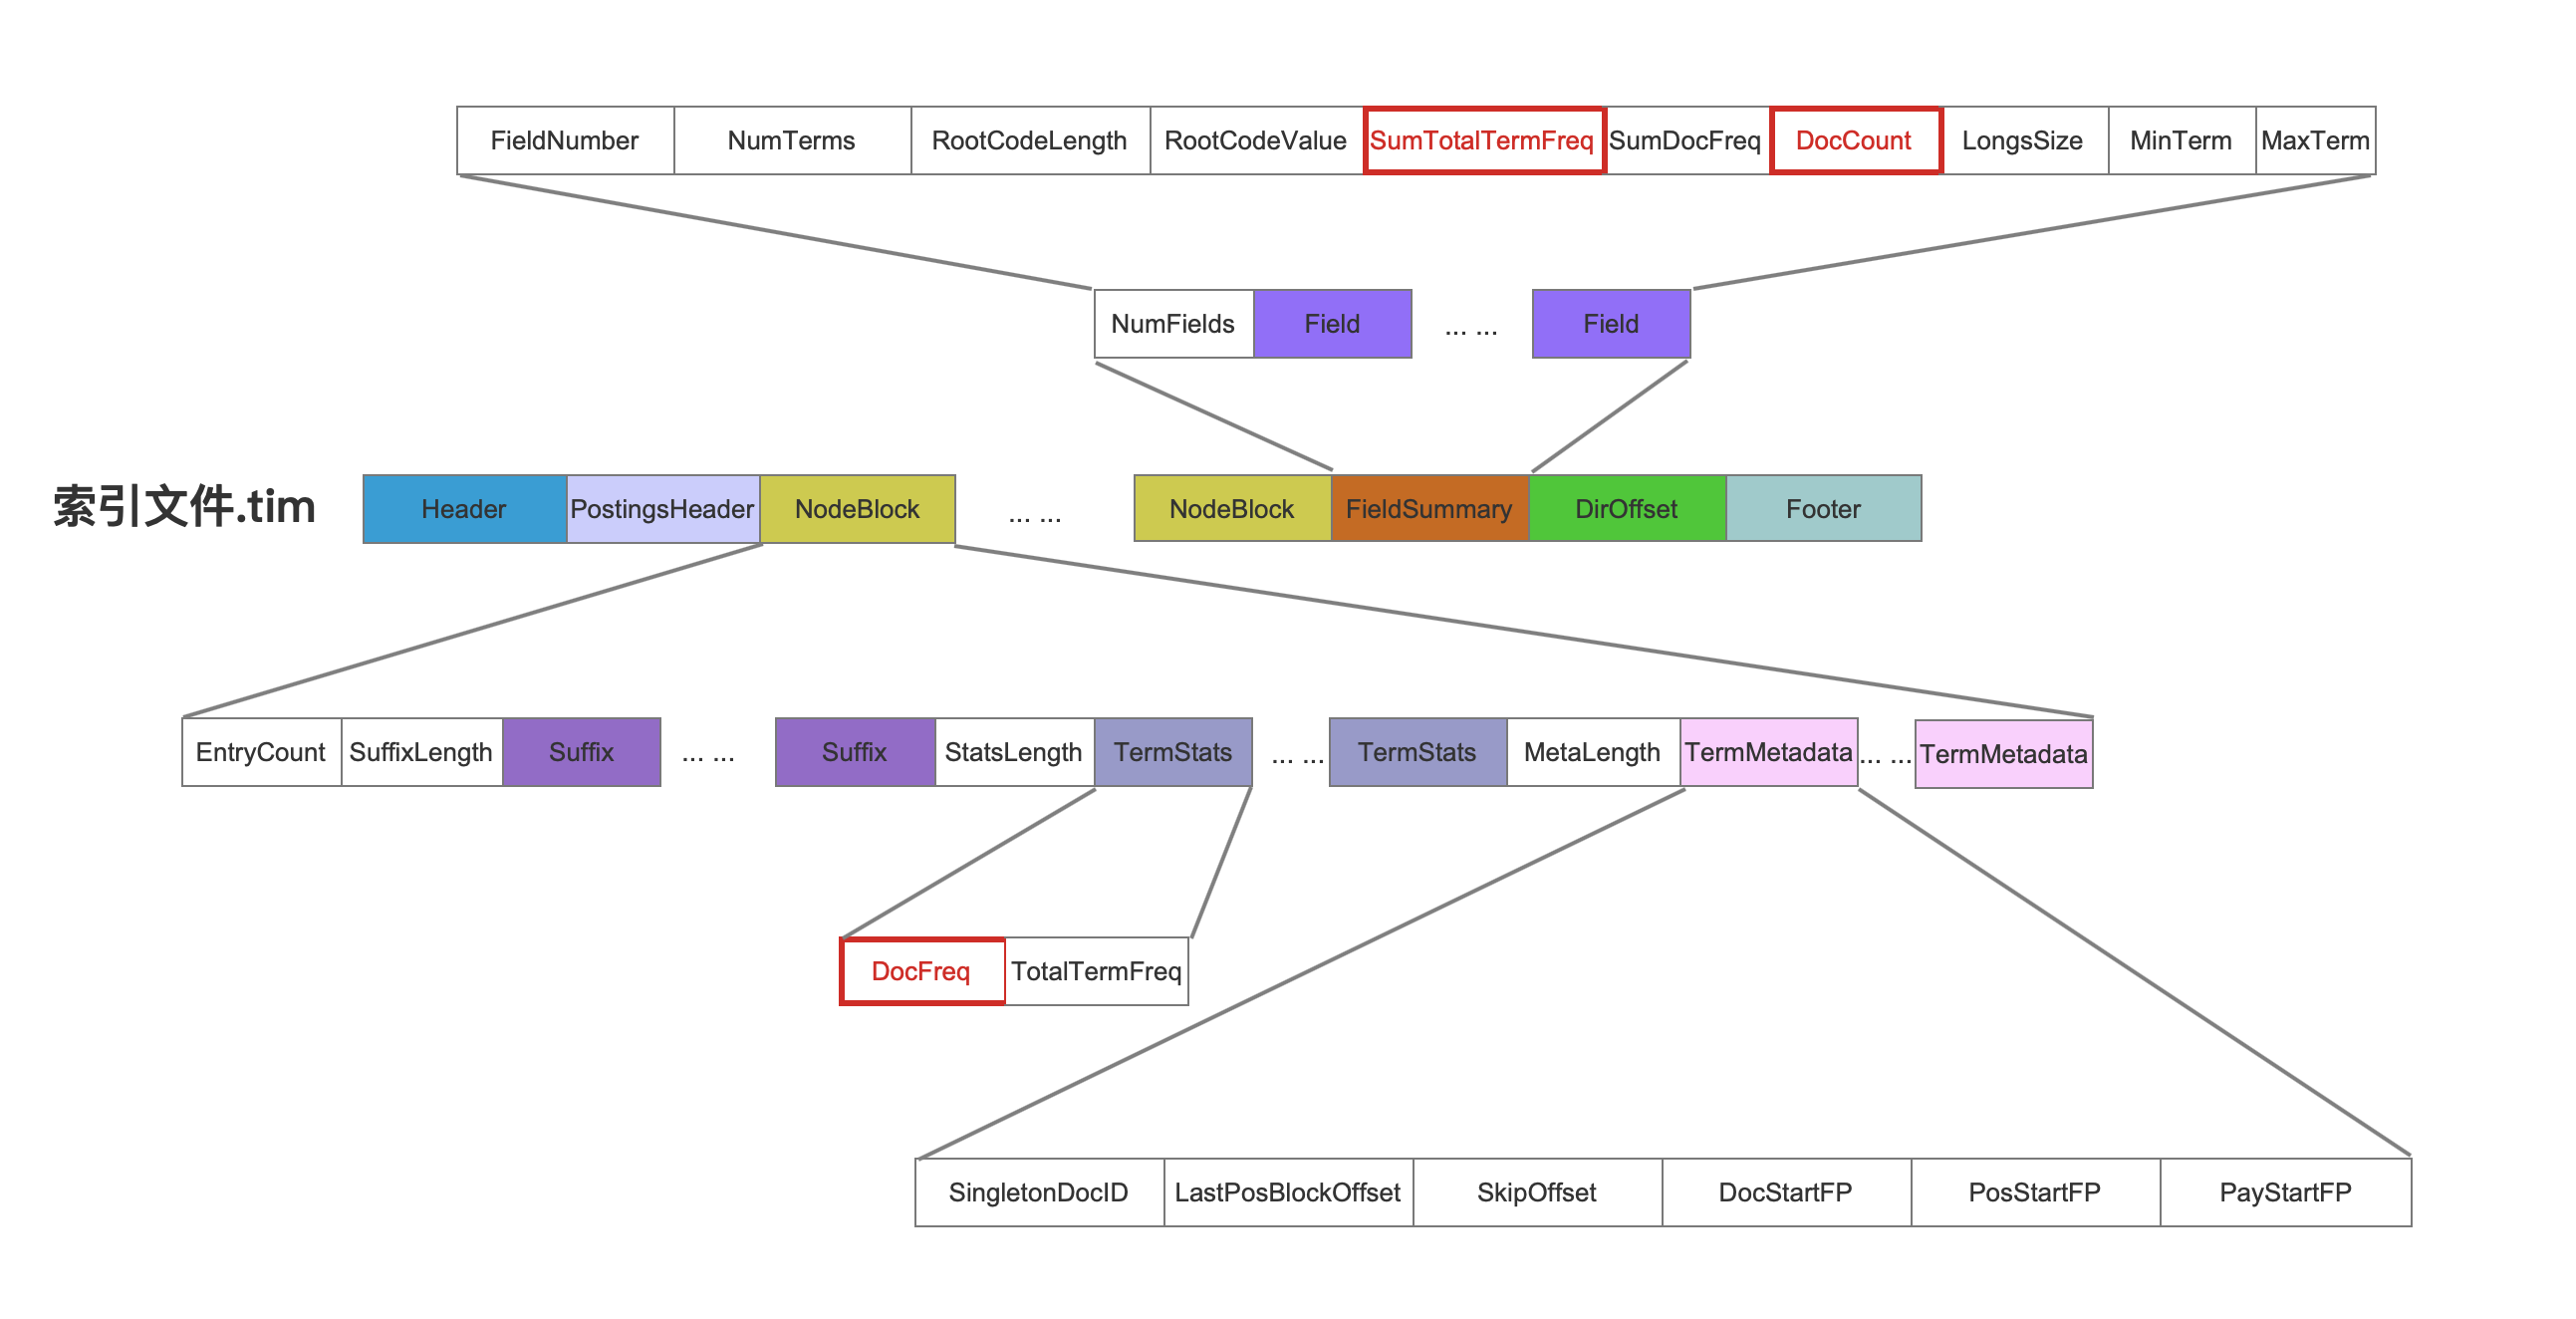 FieldNumber NumTerms RootCodeLength RootCodeValue SumTotalTermFreq SumDocFreq DocCount LongsSize MinTerm MaxTerm
NumFields Field ... ... Field
索引文件.tim Header PostingsHeader NodeBlock ... ... NodeBlock FieldSummary DirOffset Footer
EntryCount SuffixLength Suffix ... ... Suffix StatsLength TermStats ... ... TermStats MetaLength TermMetadata ... ... TermMetadata
DocFreq TotalTermFreq
SingletonDocID LastPosBlockOffset SkipOffset DocStartFP PosStartFP PayStartFP